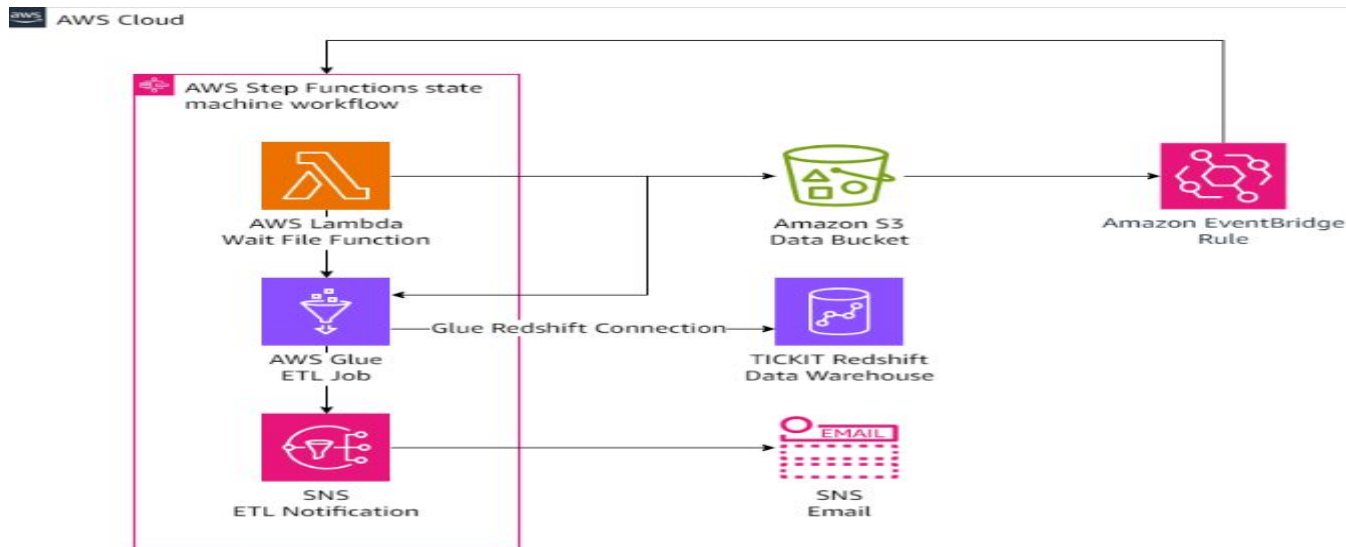 aws
AWS Cloud
AWS Step Functions state
machine workflow
AWS Lambda
Wait File Function
Amazon S3
Data Bucket
Amazon EventBridge
Rule
AWS Glue
ETL Job
Glue Redshift Connection
TICKIT Redshift
Data Warehouse
SNS
ETL Notification
EMAIL
SNS
Email